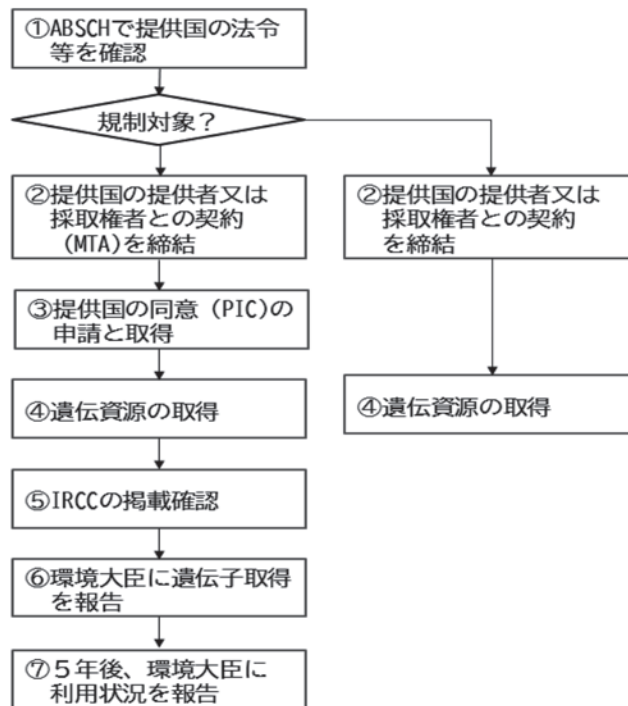 ①ABSCHで提供国の法令
等を確認
規制対象？
②提供国の提供者又は
採取権者との契約
(MTA)を締結
②提供国の提供者又は
採取権者との契約
を締結
③提供国の同意（PIC)の
申請と取得
④遺伝資源の取得
④遺伝資源の取得
⑤IRCCの掲載確認
⑥環境大臣に遺伝子取得
を報告
⑦５年後、環境大臣に
利用状況を報告